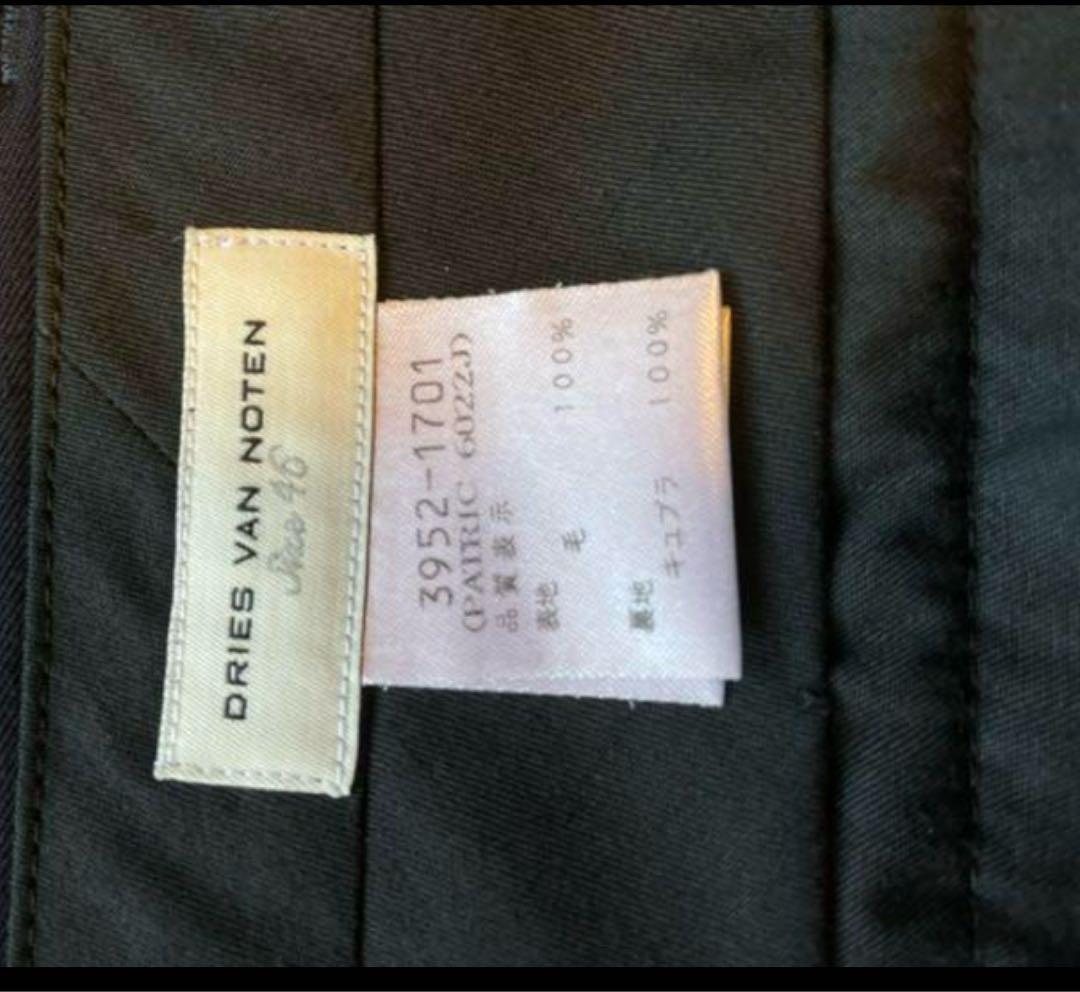 DRIES VAN NOTEN
Size 46
3952-1701
(PATRIC 6022J)
品質表示
表地
毛 100%
裏地
キュプラ 100%